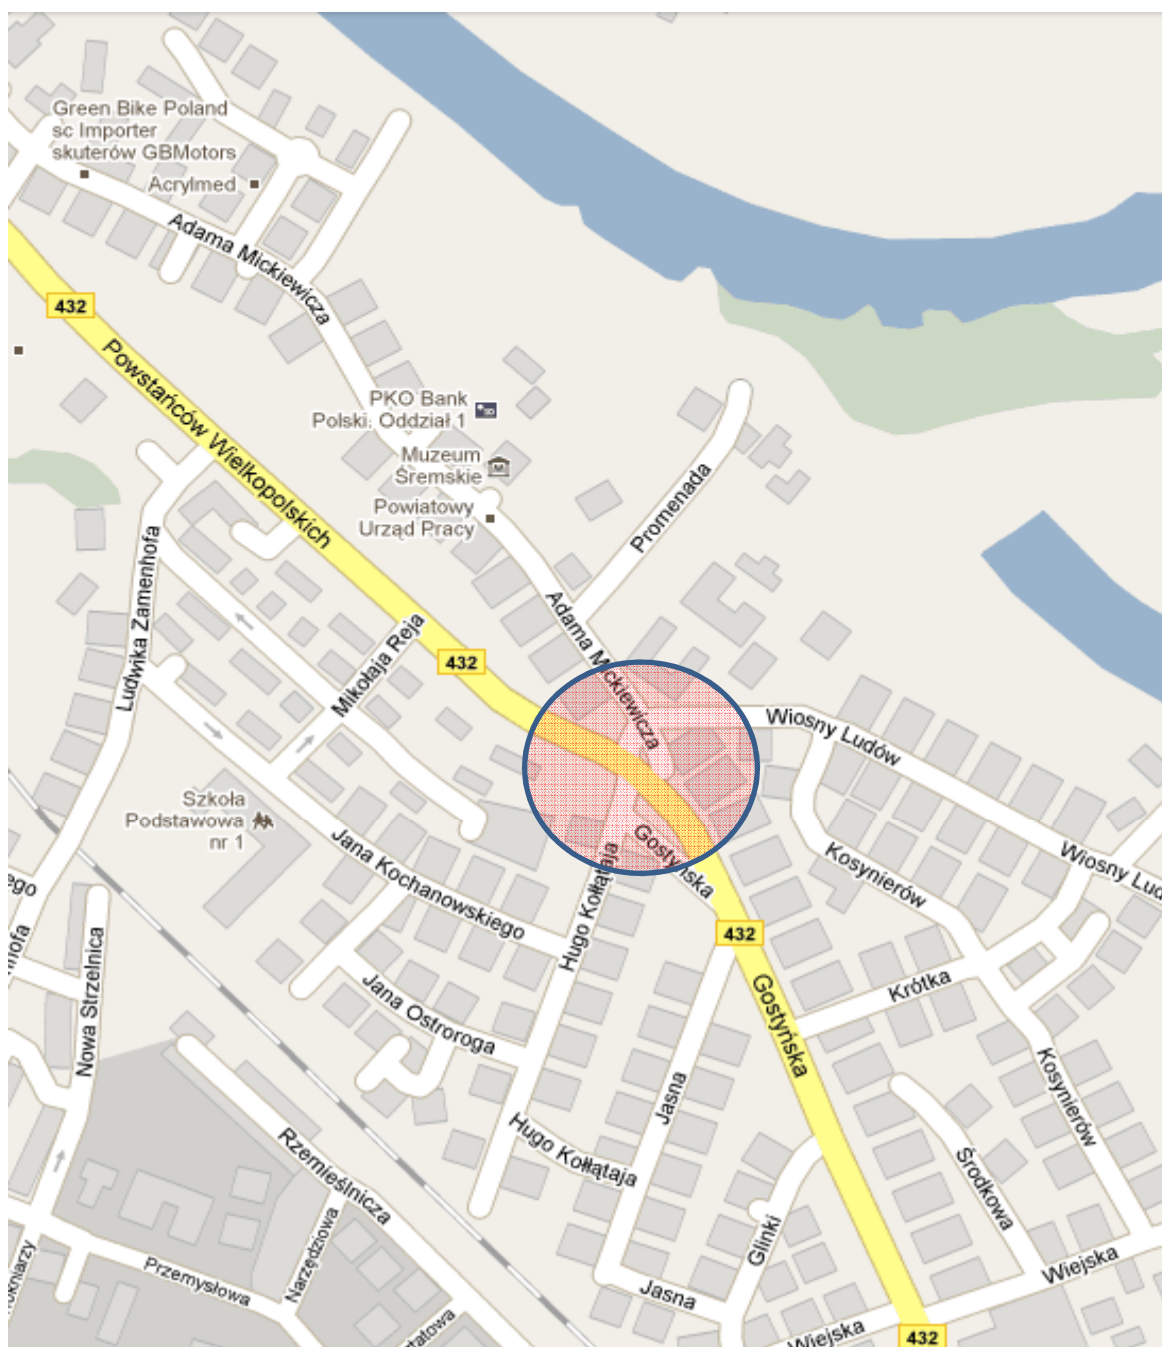 Green Bike Poland
sc Importer
skuterów GBMotors
Acrylmed
Adama Mickiewicza
432
Powstańców Wielkopolskich
PKO Bank
Polski. Oddział 1
Muzeum
Śremskie
Powiatowy
Urząd Pracy
Promenada
Ludwika Zamenhofa
Adama Mickiewicza
Mikołaja Reja
432
Wiosny Ludów
Szkoła
Podstawowa
nr 1
Jana Kochanowskiego
Hugo Kołłątaja
Gostyńska
Kosynierów
Wiosny Lud
ego
nofa
Nowa Strzelnica
432
Krótka
Jana Ostroroga
Gostyńska
Jasna
Kosynierów
Hugo Kołłątaja
Rzemieślnicza
Środkowa
Glinki
Narzędziowa
Przemysłowa
Wiejska
Jasna
Wiejska
432